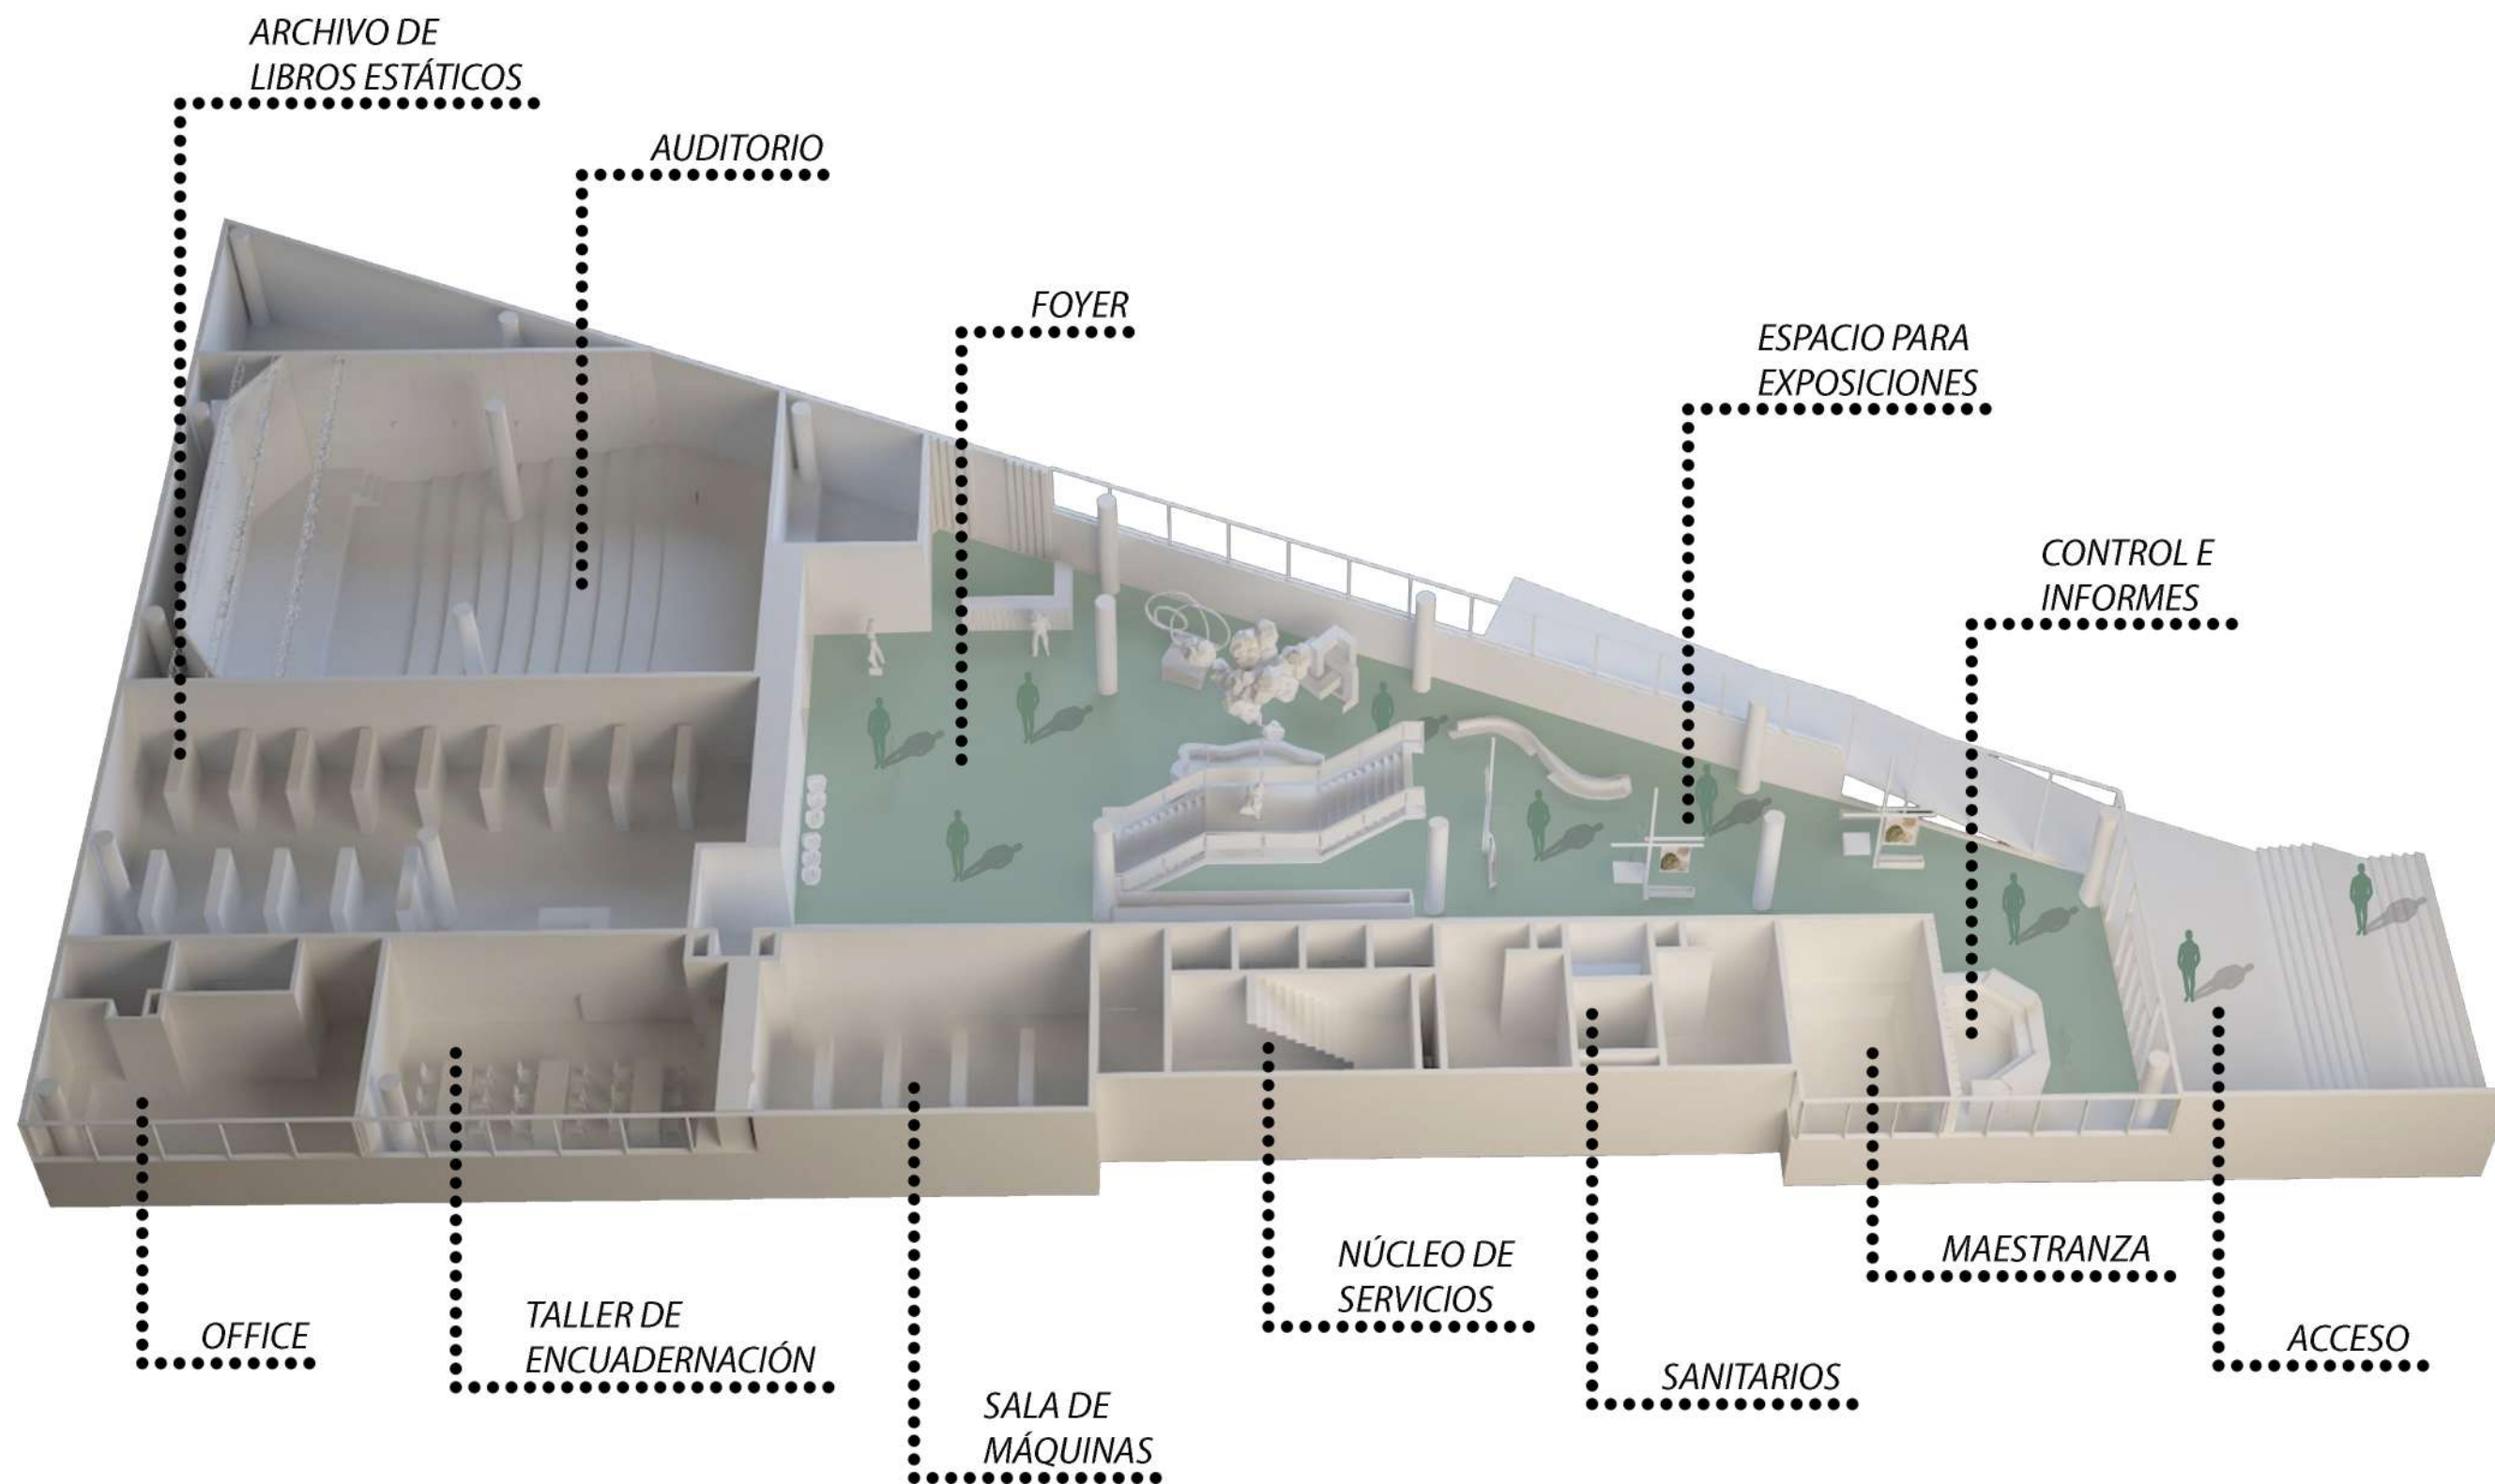 ARCHIVO DE
LIBROS ESTÁTICOS
AUDITORIO
FOYER
ESPACIO PARA
EXPOSICIONES
CONTROL E
INFORMES
OFFICE
TALLER DE
ENCUADERNACIÓN
SALA DE
MÁQUINAS
NÚCLEO DE
SERVICIOS
SANITARIOS
MAESTRANZA
ACCESO